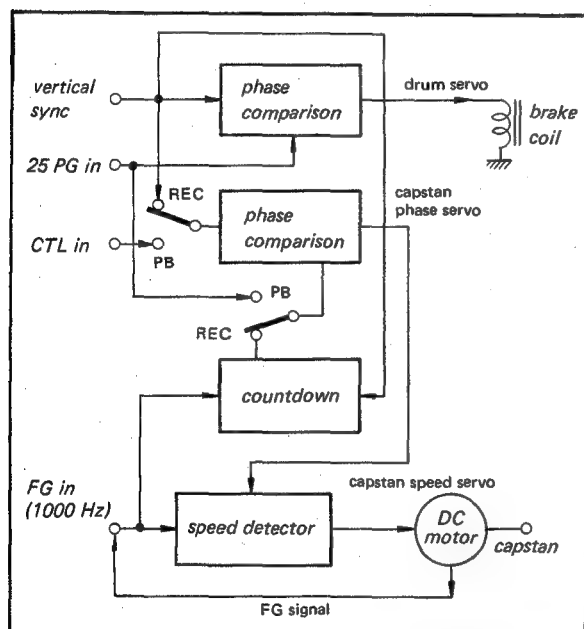 vertical
sync
phase
comparison
drum servo
brake
coil
25 PG in
REC
capstan
phase servo
phase
comparison
CTL in
PB
PB
REC
countdown
FG in
(1000 Hz)
capstan speed servo
speed detector
DC
motor
capstan
FG signal